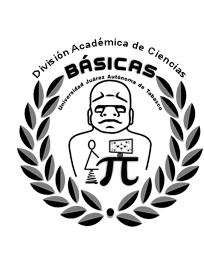 División Académica de Ciencias
BÁSICAS
Universidad Juárez Autónoma de Tabasco
π